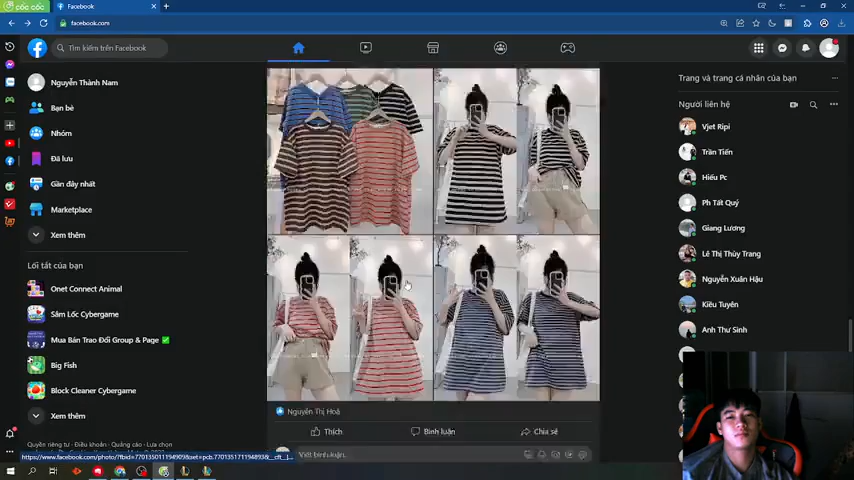 cốc cốc
Facebook
facebook.com
Tìm kiếm trên Facebook
Nguyễn Thành Nam
Bạn bè
Nhóm
Đã lưu
Gần đây nhất
Marketplace
Xem thêm
Lối tắt của bạn
Onet Connect Animal
Sấm Lốc Cybergame
Mua Bán Trao Đổi Group & Page
Big Fish
Block Cleaner Cybergame
Xem thêm
Quyền riêng tư · Điều khoản · Quảng cáo · Lựa chọn
Nguyễn Thị Hoà
Thích
Bình luận
Chia sẻ
Viết bình luận...
Trang và trang cá nhân của bạn
Người liên hệ
Vjet Ripi
Trần Tiến
Hiếu Pc
Ph Tất Quý
Giang Lương
Lê Thị Thùy Trang
Nguyễn Xuân Hậu
Kiều Tuyến
Anh Thư Sinh